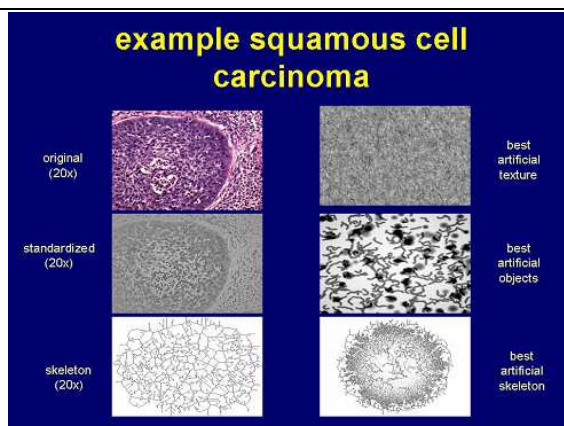 example squamous cell
carcinoma
original
(20x)
best
artificial
texture
standardized
(20x)
best
artificial
objects
skeleton
(20x)
best
artificial
skeleton